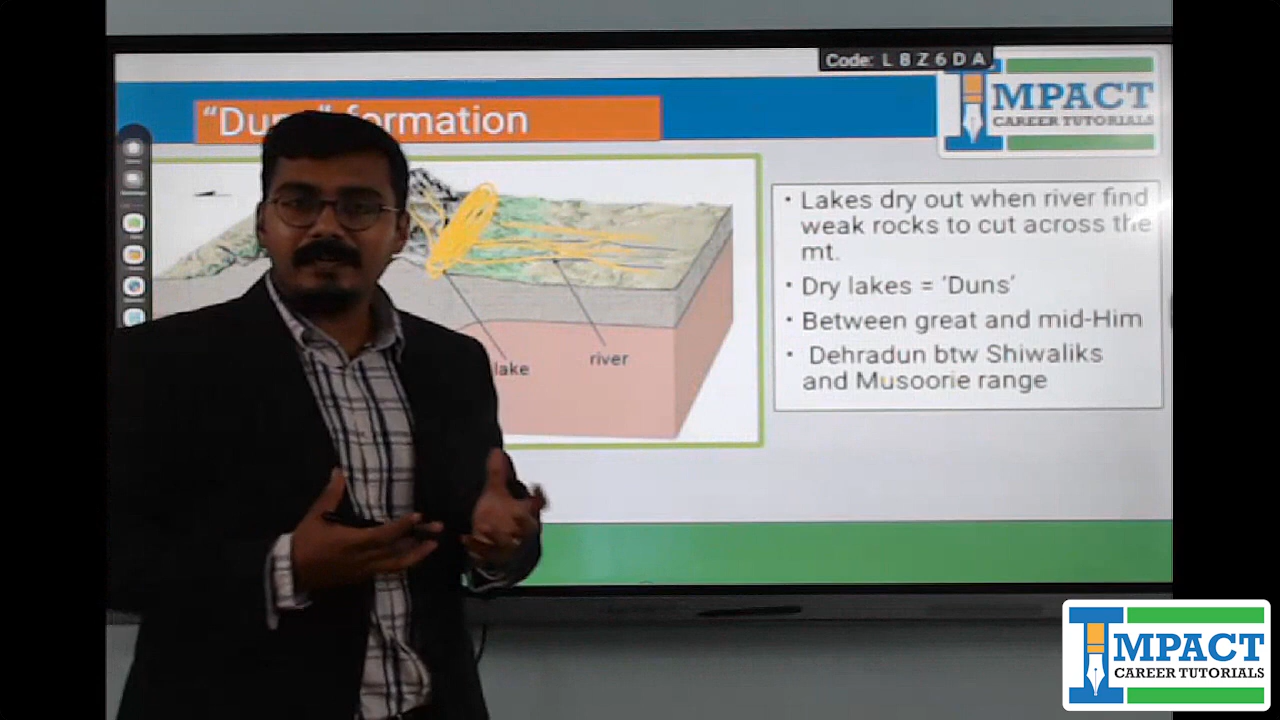 Code: L 8 Z 6 D A
MPACT
CAREER TUTORIALS
formation
• Lakes dry out when river find
weak rocks to cut across the
mt.
• Dry lakes = ‘Duns’
• Between great and mid-Him
• Dehradun btw Shiwaliks
and Musoorie range
lake
river
IMPACT
CAREER TUTORIALS